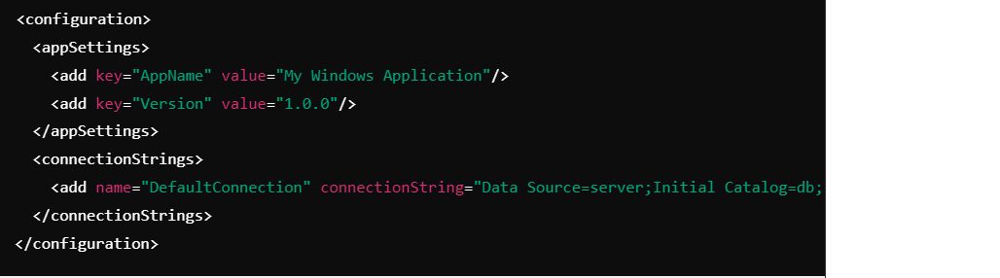 <configuration>
<appSettings>
<add key="AppName" value="My Windows Application"/>
<add key="Version" value="1.0.0"/>
</appSettings>
<connectionStrings>
<add name="DefaultConnection" connectionString="Data Source=server;Initial Catalog=db;
</connectionStrings>
</configuration>